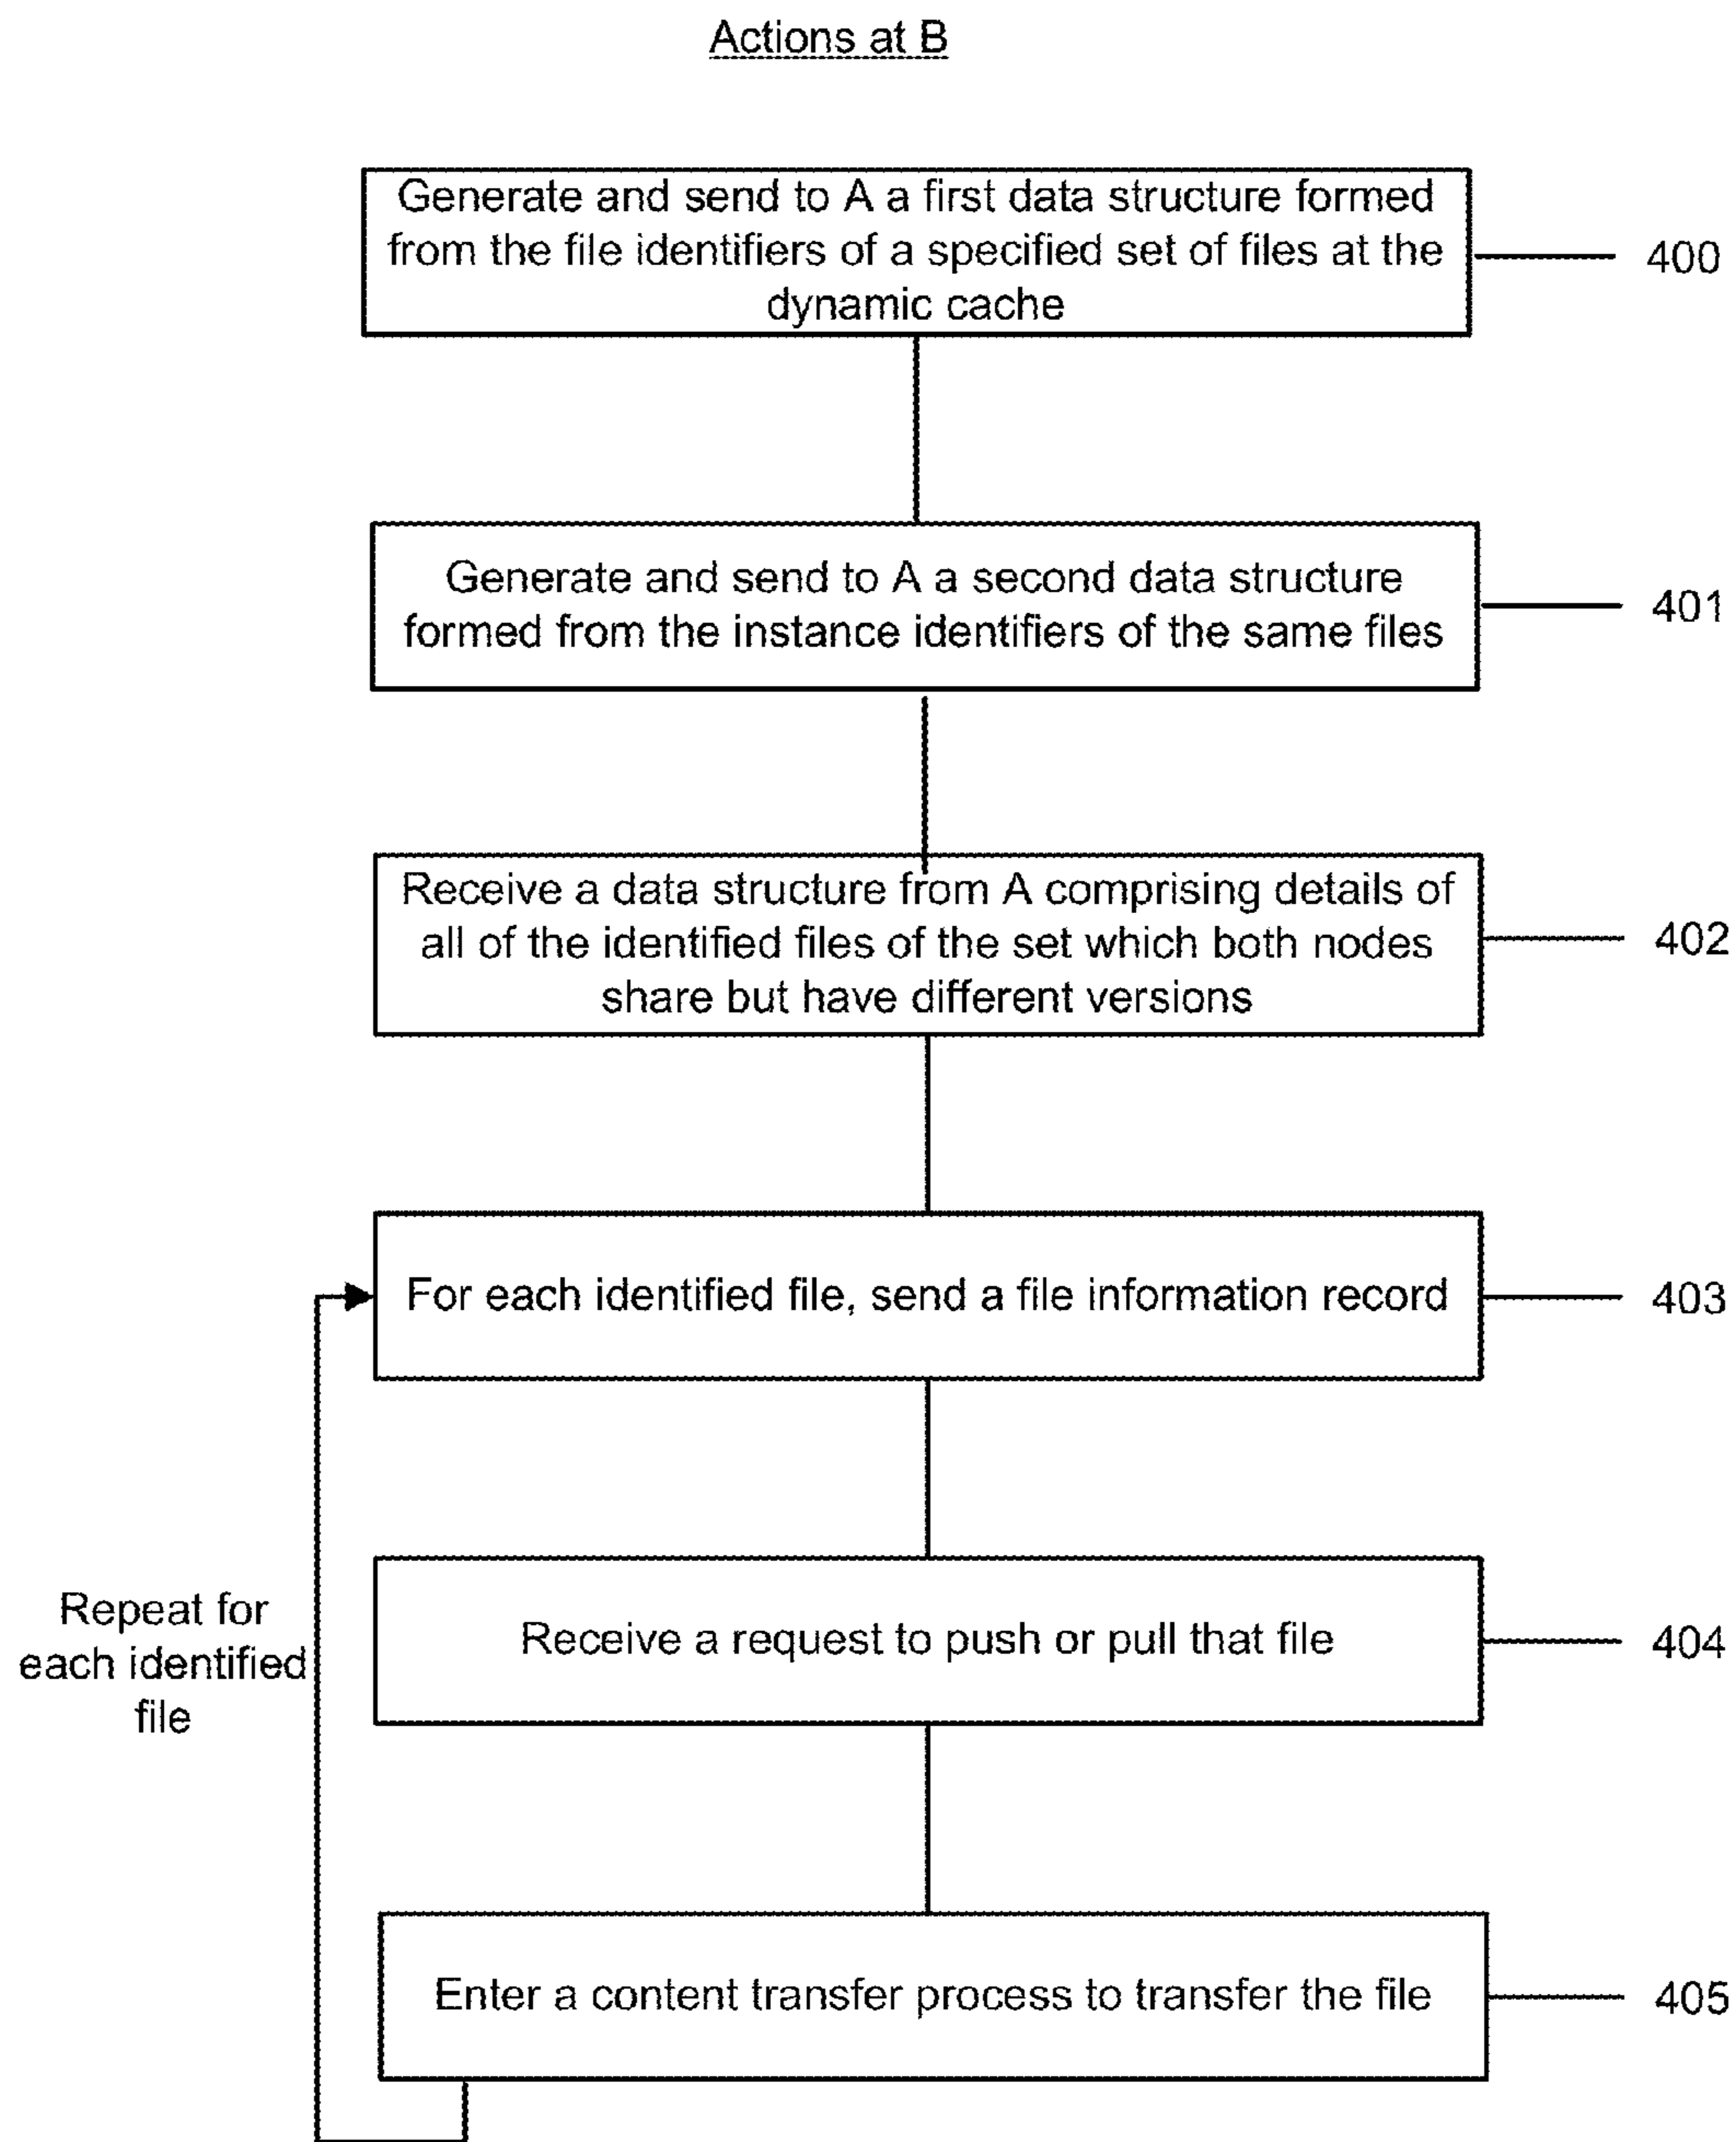 Actions at B
Generate and send to A a first data structure formed
from the file identifiers of a specified set of files at the
dynamic cache
400
Generate and send to A a second data structure
formed from the instance identifiers of the same files
401
Receive a data structure from A comprising details of
all of the identified files of the set which both nodes
share but have different versions
402
For each identified file, send a file information record
403
Receive a request to push or pull that file
404
Repeat for
each identified
file
Enter a content transfer process to transfer the file
405